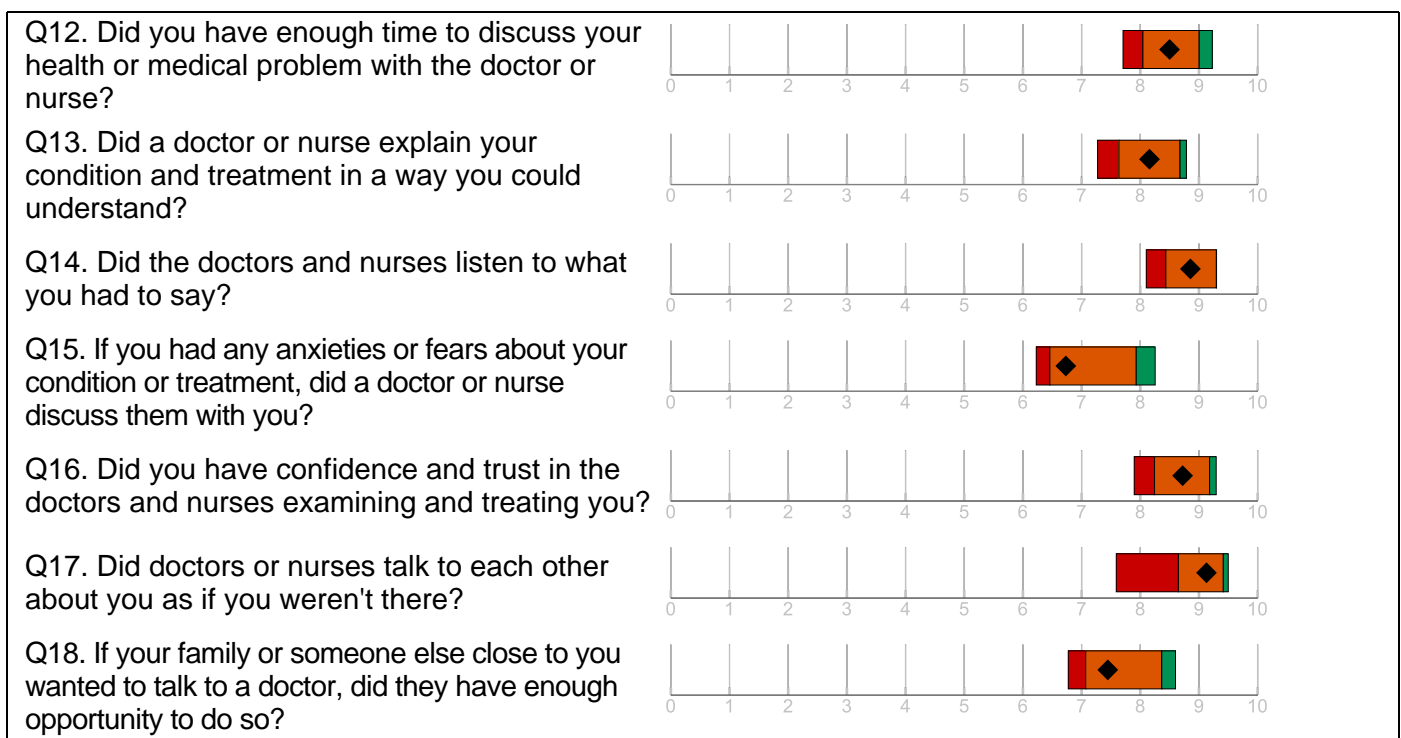 Q12. Did you have enough time to discuss your
health or medical problem with the doctor or
nurse?
0 1 2 3 4 5 6 7 8 9 10
Q13. Did a doctor or nurse explain your
condition and treatment in a way you could
understand?
0 1 2 3 4 5 6 7 8 9 10
Q14. Did the doctors and nurses listen to what
you had to say?
0 1 2 3 4 5 6 7 8 9 10
Q15. If you had any anxieties or fears about your
condition or treatment, did a doctor or nurse
discuss them with you?
0 1 2 3 4 5 6 7 8 9 10
Q16. Did you have confidence and trust in the
doctors and nurses examining and treating you?
0 1 2 3 4 5 6 7 8 9 10
Q17. Did doctors or nurses talk to each other
about you as if you weren't there?
0 1 2 3 4 5 6 7 8 9 10
Q18. If your family or someone else close to you
wanted to talk to a doctor, did they have enough
opportunity to do so?
0 1 2 3 4 5 6 7 8 9 10